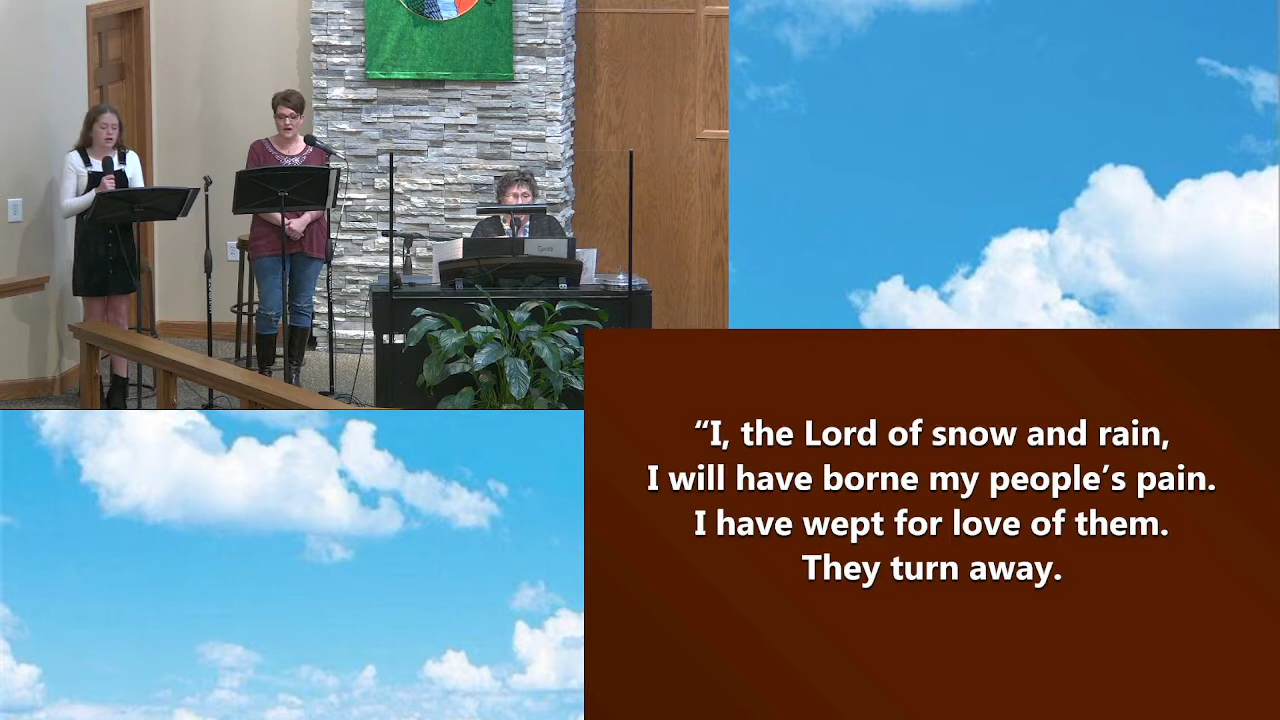 “I, the Lord of snow and rain,
I will have borne my people’s pain.
I have wept for love of them.
They turn away.